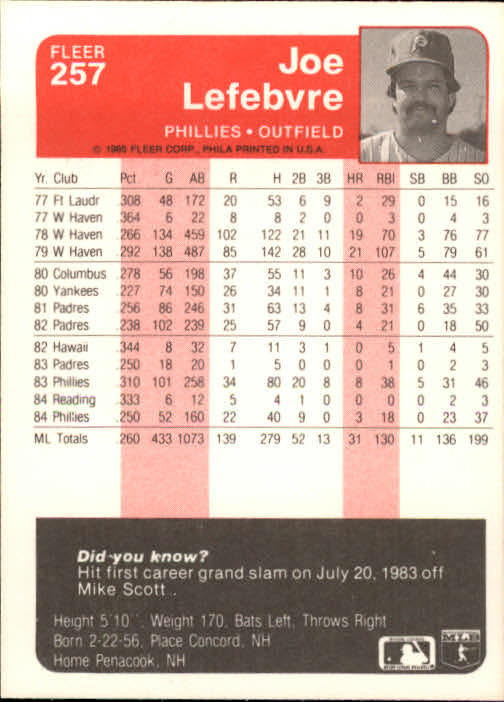 FLEER
257
Joe
Lefebvre
PHILLIES • OUTFIELD
© 1985 FLEER CORP., PHILA PRINTED IN U.S.A.
Yr. Club Pct. G AB R H 2B 3B HR RBI SB BB SO
77 Ft Laudr .308 48 172 20 53 6 9 2 29 0 15 16
77 W Haven .364 6 22 8 8 2 0 0 3 0 4 3
78 W Haven .266 134 459 102 122 21 11 19 70 3 76 77
79 W Haven .292 138 487 85 142 28 10 21 107 5 79 61
80 Columbus .278 56 198 37 55 11 3 10 26 4 44 30
80 Yankees .227 74 150 26 34 11 1 8 21 0 27 30
81 Padres .256 86 246 31 63 13 4 8 31 6 35 33
82 Padres .238 102 239 25 57 9 0 4 21 0 18 50
82 Hawaii .344 8 32 7 11 3 1 0 5 1 4 5
83 Padres .250 18 20 1 5 0 0 0 1 0 2 3
83 Phillies .310 101 258 34 80 20 8 8 38 5 31 46
84 Reading .333 6 12 5 4 1 0 0 0 0 2 3
84 Phillies .250 52 160 22 40 9 0 3 18 0 23 37
ML Totals .260 433 1073 139 279 52 13 31 130 11 136 199
Did you know?
Hit first career grand slam on July 20, 1983 off
Mike Scott.
Height 5'10". Weight 170. Bats Left, Throws Right
Born 2-22-56, Place Concord, NH
Home Penacook, NH